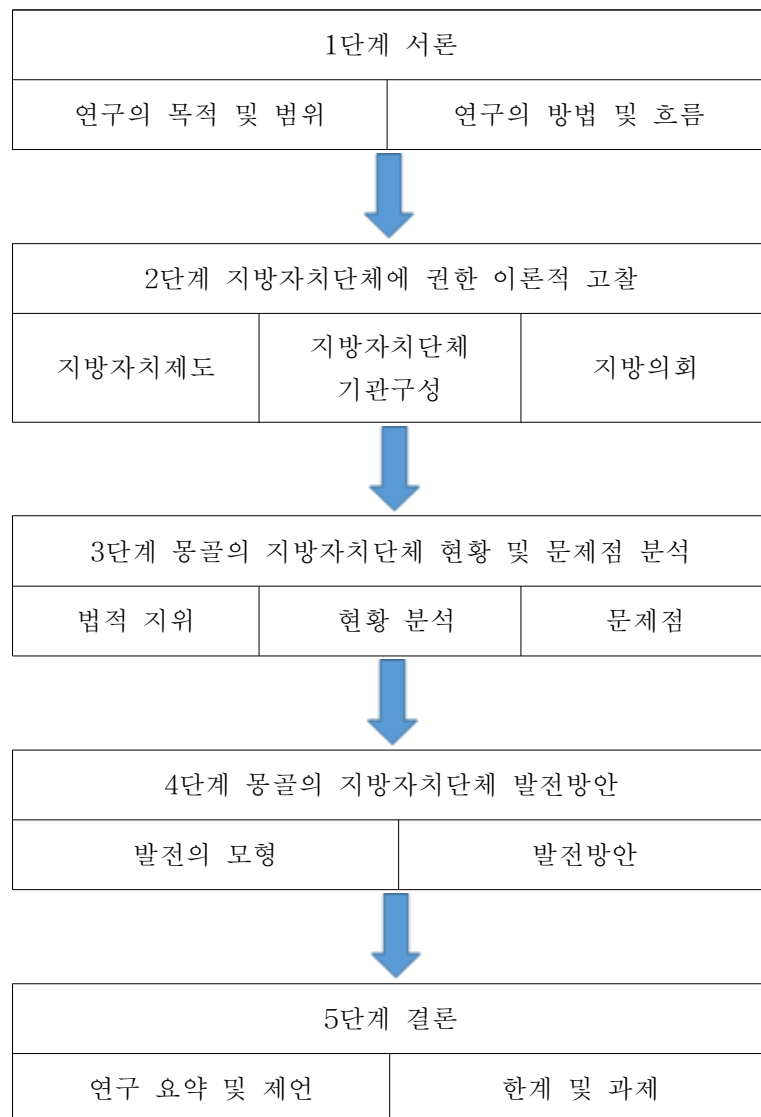 1단계 서론
연구의 목적 및 범위
연구의 방법 및 흐름
2단계 지방자치단체에 권한 이론적 고찰
지방자치제도
지방자치단체
기관구성
지방의회
3단계 몽골의 지방자치단체 현황 및 문제점 분석
법적 지위
현황 분석
문제점
4단계 몽골의 지방자치단체 발전방안
발전의 모형
발전방안
5단계 결론
연구 요약 및 제언
한계 및 과제